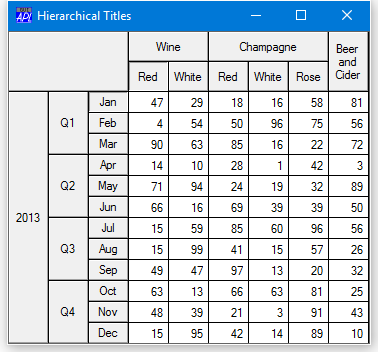 APL Hierarchical Titles
Wine Champagne Beer and Cider
Red White Red White Rose
2013 Q1 Jan 47 29 18 16 58 81
Feb 4 54 50 96 75 56
Mar 90 63 85 16 22 72
Q2 Apr 14 10 28 1 42 3
May 71 94 24 19 32 89
Jun 66 16 69 39 39 50
Q3 Jul 15 59 85 60 96 56
Aug 15 99 41 15 57 26
Sep 49 47 97 13 20 32
Q4 Oct 63 13 66 63 81 25
Nov 48 39 21 3 91 43
Dec 15 95 42 14 89 10